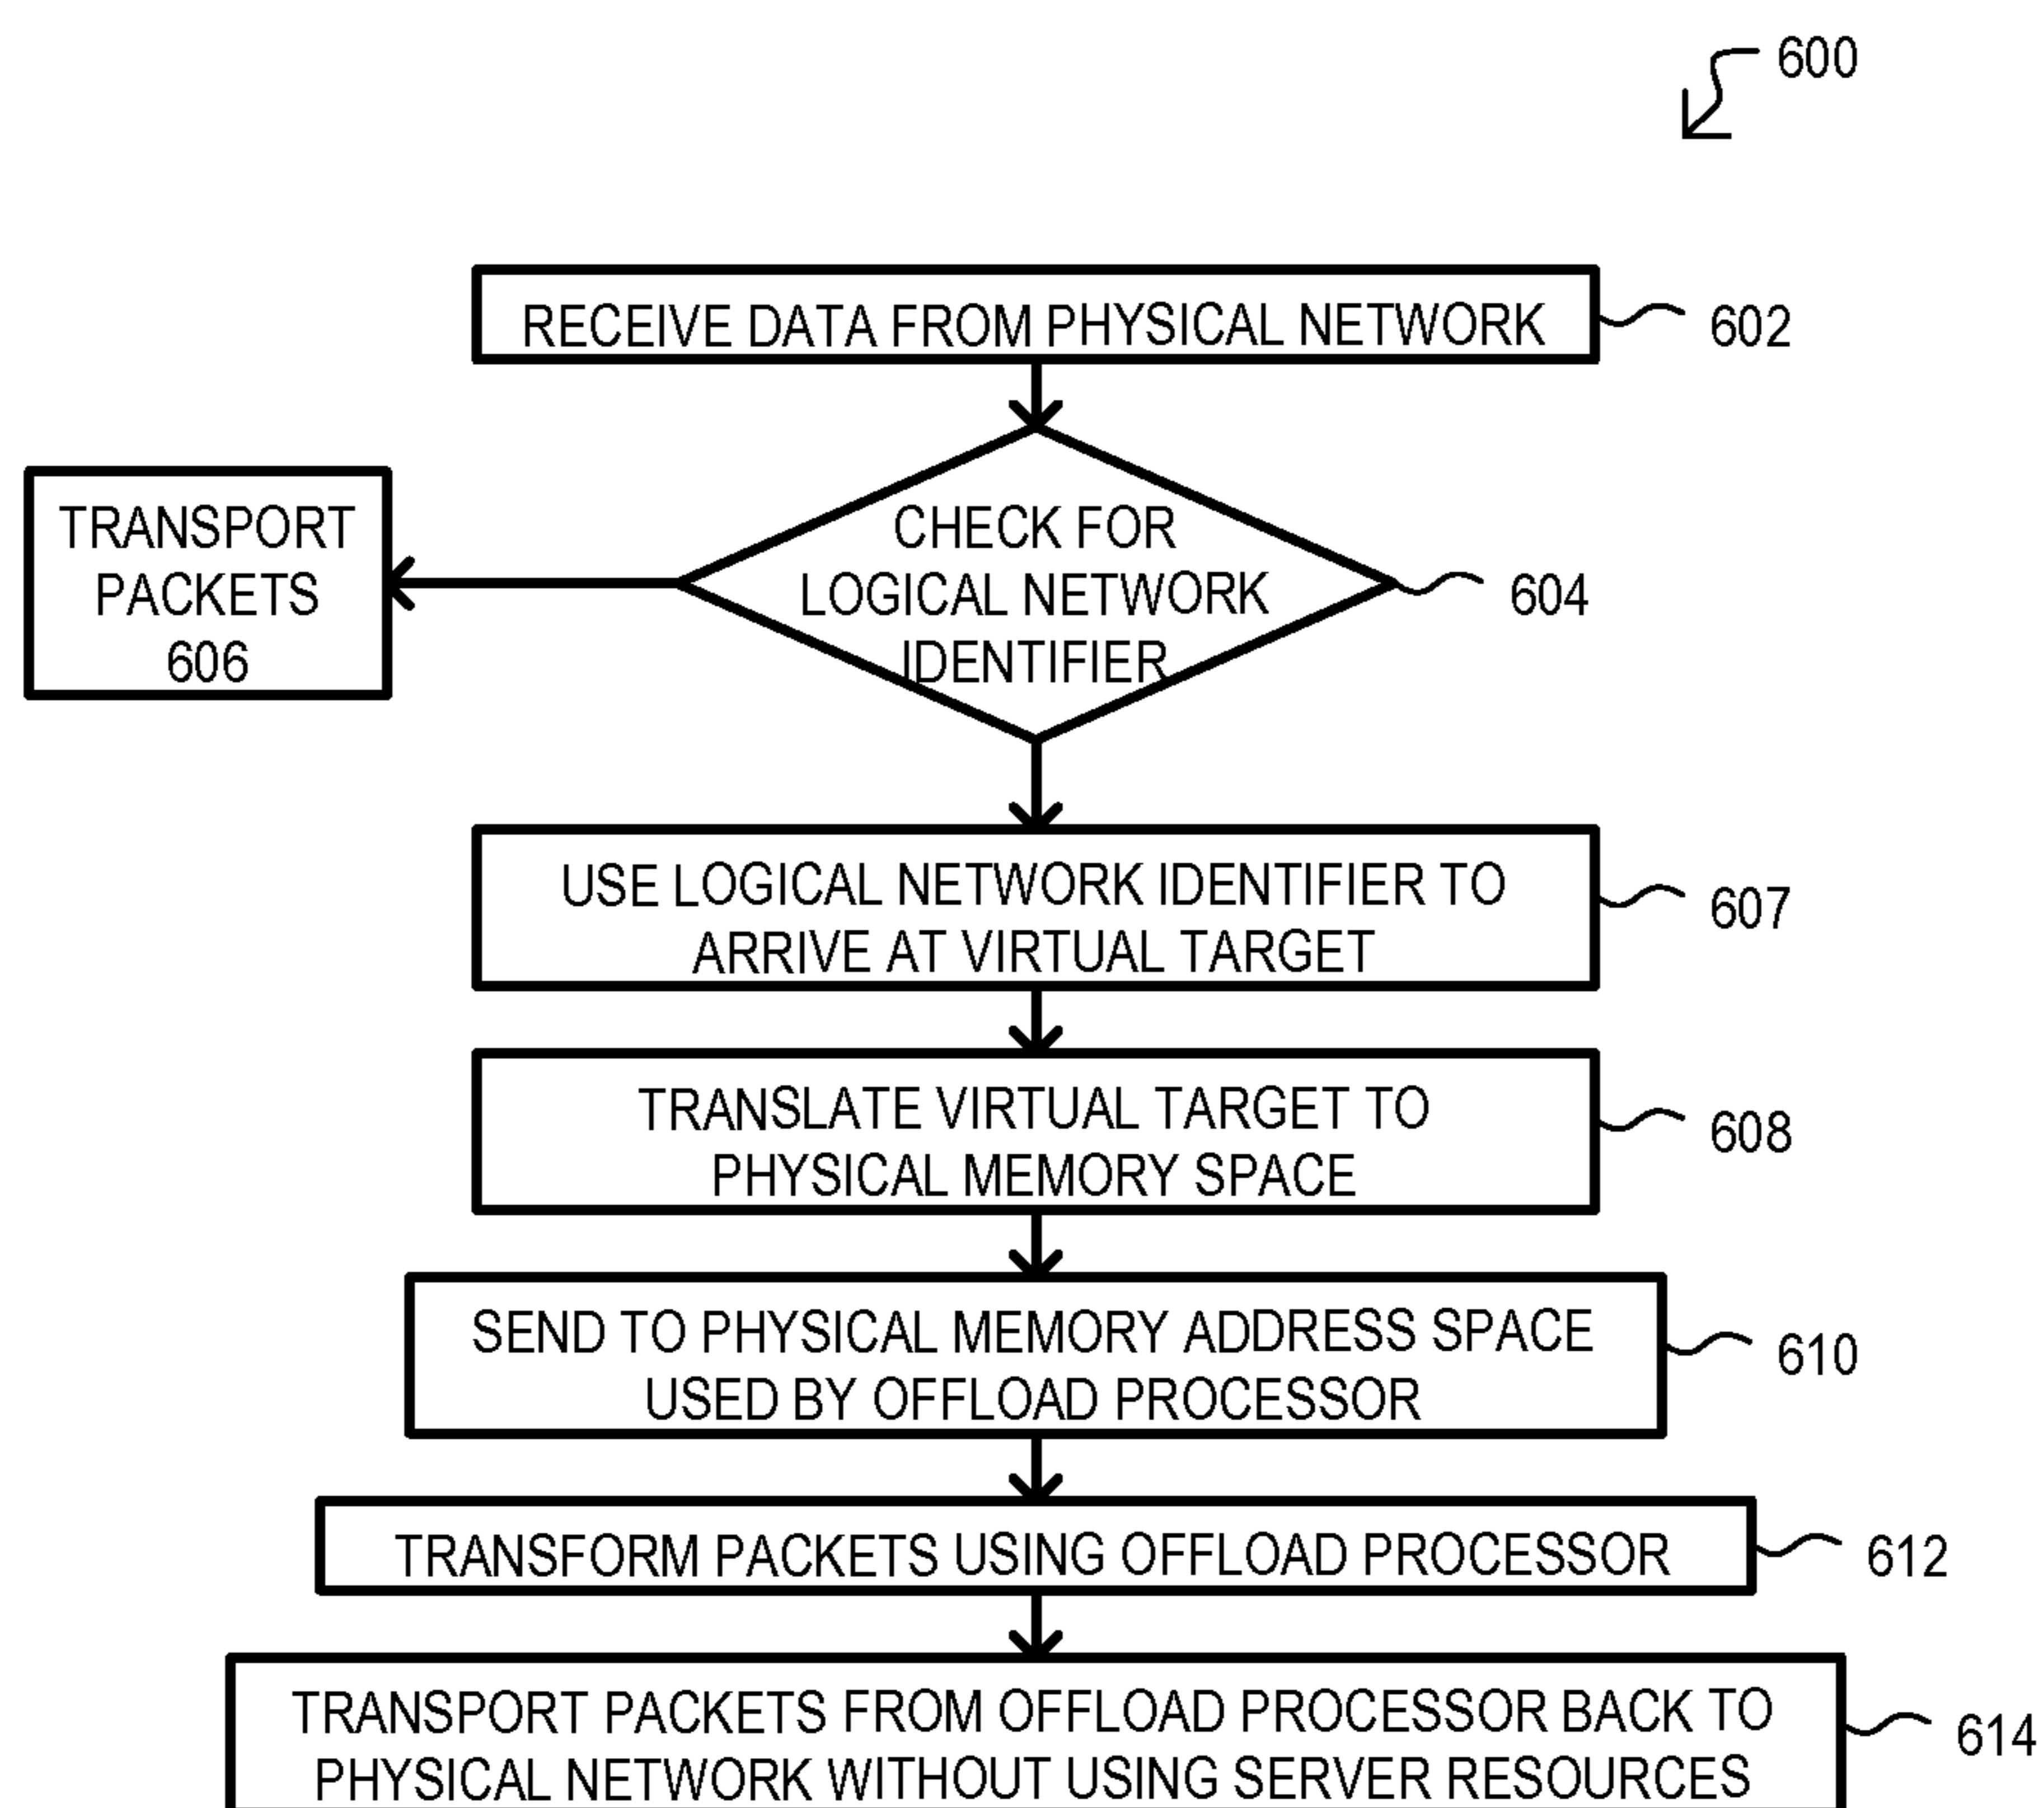 600
RECEIVE DATA FROM PHYSICAL NETWORK
602
TRANSPORT
PACKETS
606
CHECK FOR
LOGICAL NETWORK
IDENTIFIER
604
USE LOGICAL NETWORK IDENTIFIER TO
ARRIVE AT VIRTUAL TARGET
607
TRANSLATE VIRTUAL TARGET TO
PHYSICAL MEMORY SPACE
608
SEND TO PHYSICAL MEMORY ADDRESS SPACE
USED BY OFFLOAD PROCESSOR
610
TRANSFORM PACKETS USING OFFLOAD PROCESSOR
612
TRANSPORT PACKETS FROM OFFLOAD PROCESSOR BACK TO
PHYSICAL NETWORK WITHOUT USING SERVER RESOURCES
614